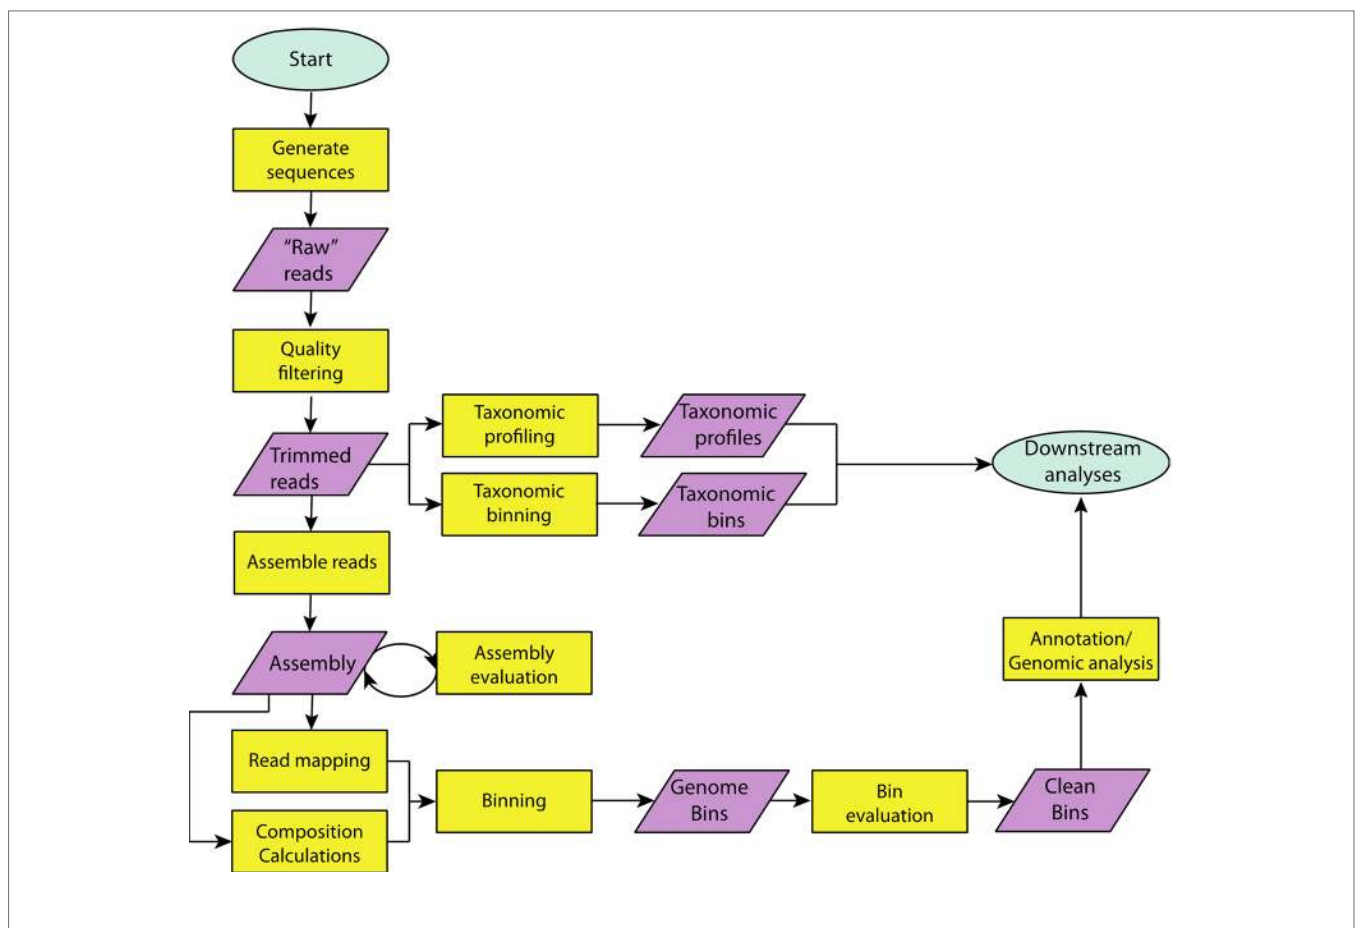 Start
Generate
sequences
“Raw”
reads
Quality
filtering
Trimmed
reads
Taxonomic
profiling
Taxonomic
profiles
Taxonomic
binning
Taxonomic
bins
Downstream
analyses
Assemble reads
Assembly
Assembly
evaluation
Annotation/
Genomic analysis
Read mapping
Composition
Calculations
Binning
Genome
Bins
Bin
evaluation
Clean
Bins